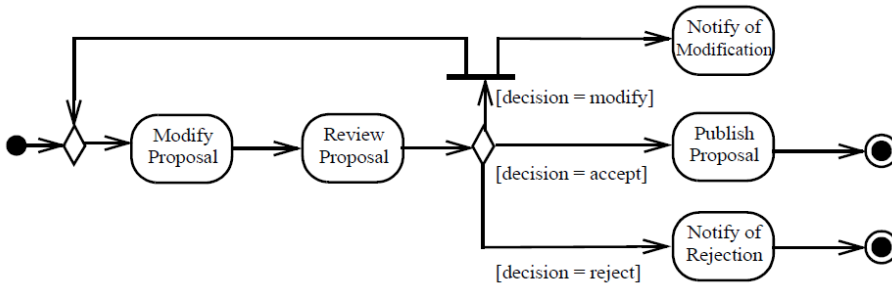 Notify of
Modification
[decision = modify]
Modify
Proposal
Review
Proposal
Publish
Proposal
[decision = accept]
Notify of
Rejection
[decision = reject]